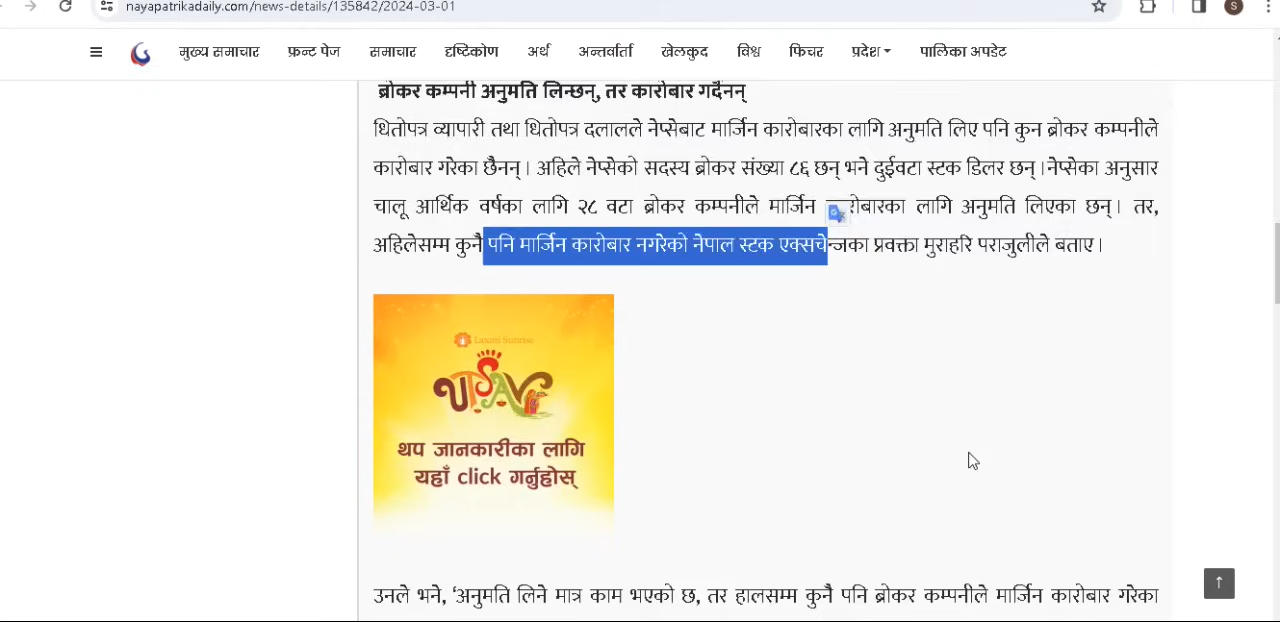 nayapatrikadaily.com/news-details/135842/2024-03-01
S
मुख्य समाचार फ्रन्ट पेज समाचार दृष्टिकोण अर्थ अन्तर्वार्ता खेलकुद विश्व फिचर प्रदेश पालिका अपडेट
ब्रोकर कम्पनी अनुमति लिन्छन्, तर कारोबार गर्दैनन्
धितोपत्र व्यापारी तथा धितोपत्र दलालले नेप्सेबाट मार्जिन कारोबारका लागि अनुमति लिए पनि कुन ब्रोकर कम्पनीले
कारोबार गरेका छैनन् । अहिले नेप्सेको सदस्य ब्रोकर संख्या ८६ छन् भने दुईवटा स्टक डिलर छन् ।नेप्सेका अनुसार
चालू आर्थिक वर्षका लागि २८ वटा ब्रोकर कम्पनीले मार्जिन कारोबारका लागि अनुमति लिएका छन् । तर,
अहिलेसम्म कुनै पनि मार्जिन कारोबार नगरेको नेपाल स्टक एक्सचेन्जका प्रवक्ता मुराहरि पराजुलीले बताए ।
Laxmi Sunrise
UTSAV
थप जानकारीका लागि
यहाँ click गर्नुहोस्
उनले भने, ‘अनुमति लिने मात्र काम भएको छ, तर हालसम्म कुनै पनि ब्रोकर कम्पनीले मार्जिन कारोबार गरेका